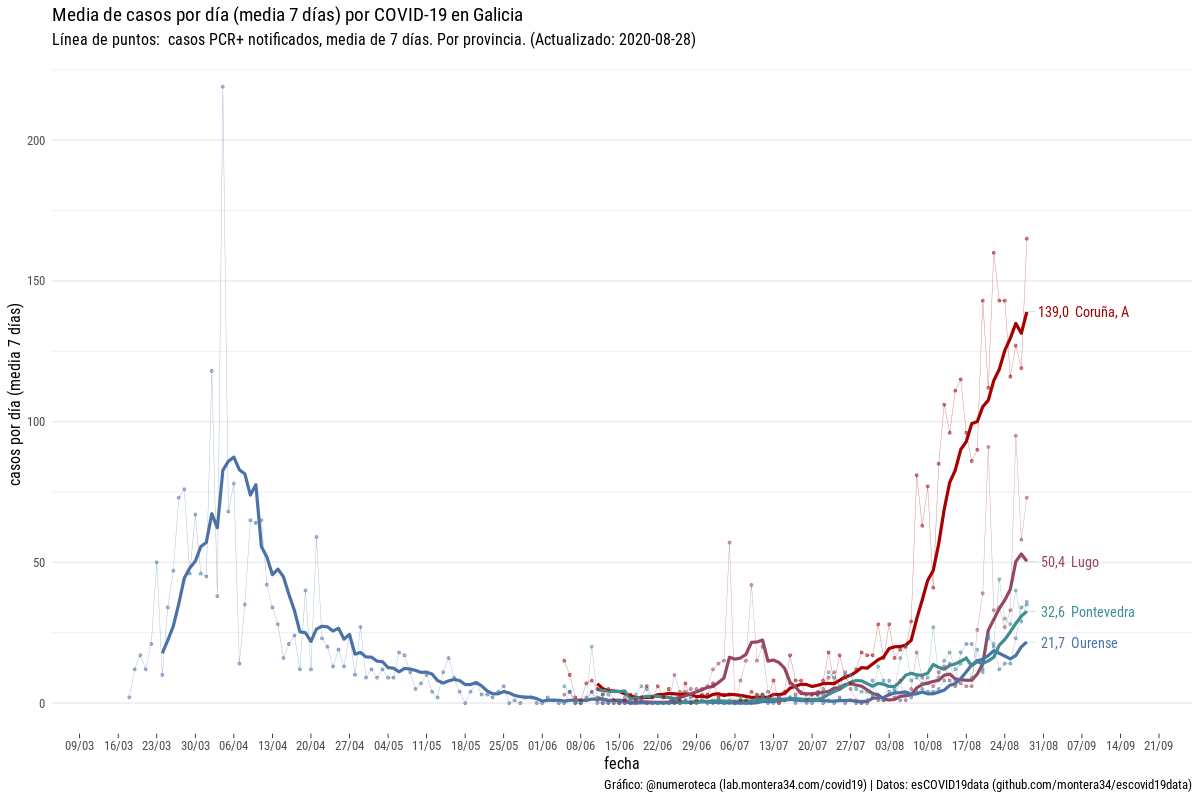 Media de casos por día (media 7 días) por COVID-19 en Galicia
Línea de puntos:  casos PCR+ notificados, media de 7 días. Por provincia. (Actualizado: 2020-08-28)
casos por día (media 7 días)
200
150
100
50
0
139,0 Coruña, A
50,4 Lugo
32,6 Pontevedra
21,7 Ourense
09/03 16/03 23/03 30/03 06/04 13/04 20/04 27/04 04/05 11/05 18/05 25/05 01/06 08/06 15/06 22/06 29/06 06/07 13/07 20/07 27/07 03/08 10/08 17/08 24/08 31/08 07/09 14/09 21/09
fecha
Gráfico: @numeroteca (lab.montera34.com/covid19) | Datos: esCOVID19data (github.com/montera34/escovid19data)